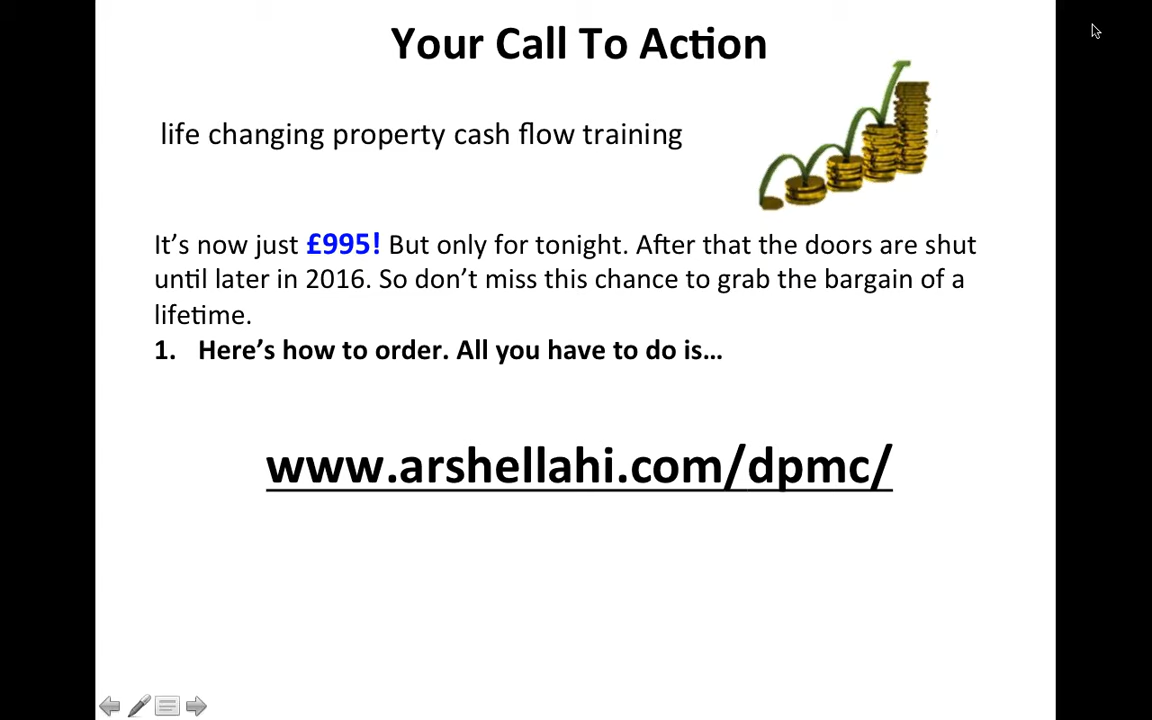 Your Call To Action
life changing property cash flow training
It’s now just £995! But only for tonight. After that the doors are shut
until later in 2016. So don’t miss this chance to grab the bargain of a
lifetime.
1. Here’s how to order. All you have to do is…
www.arshellahi.com/dpmc/